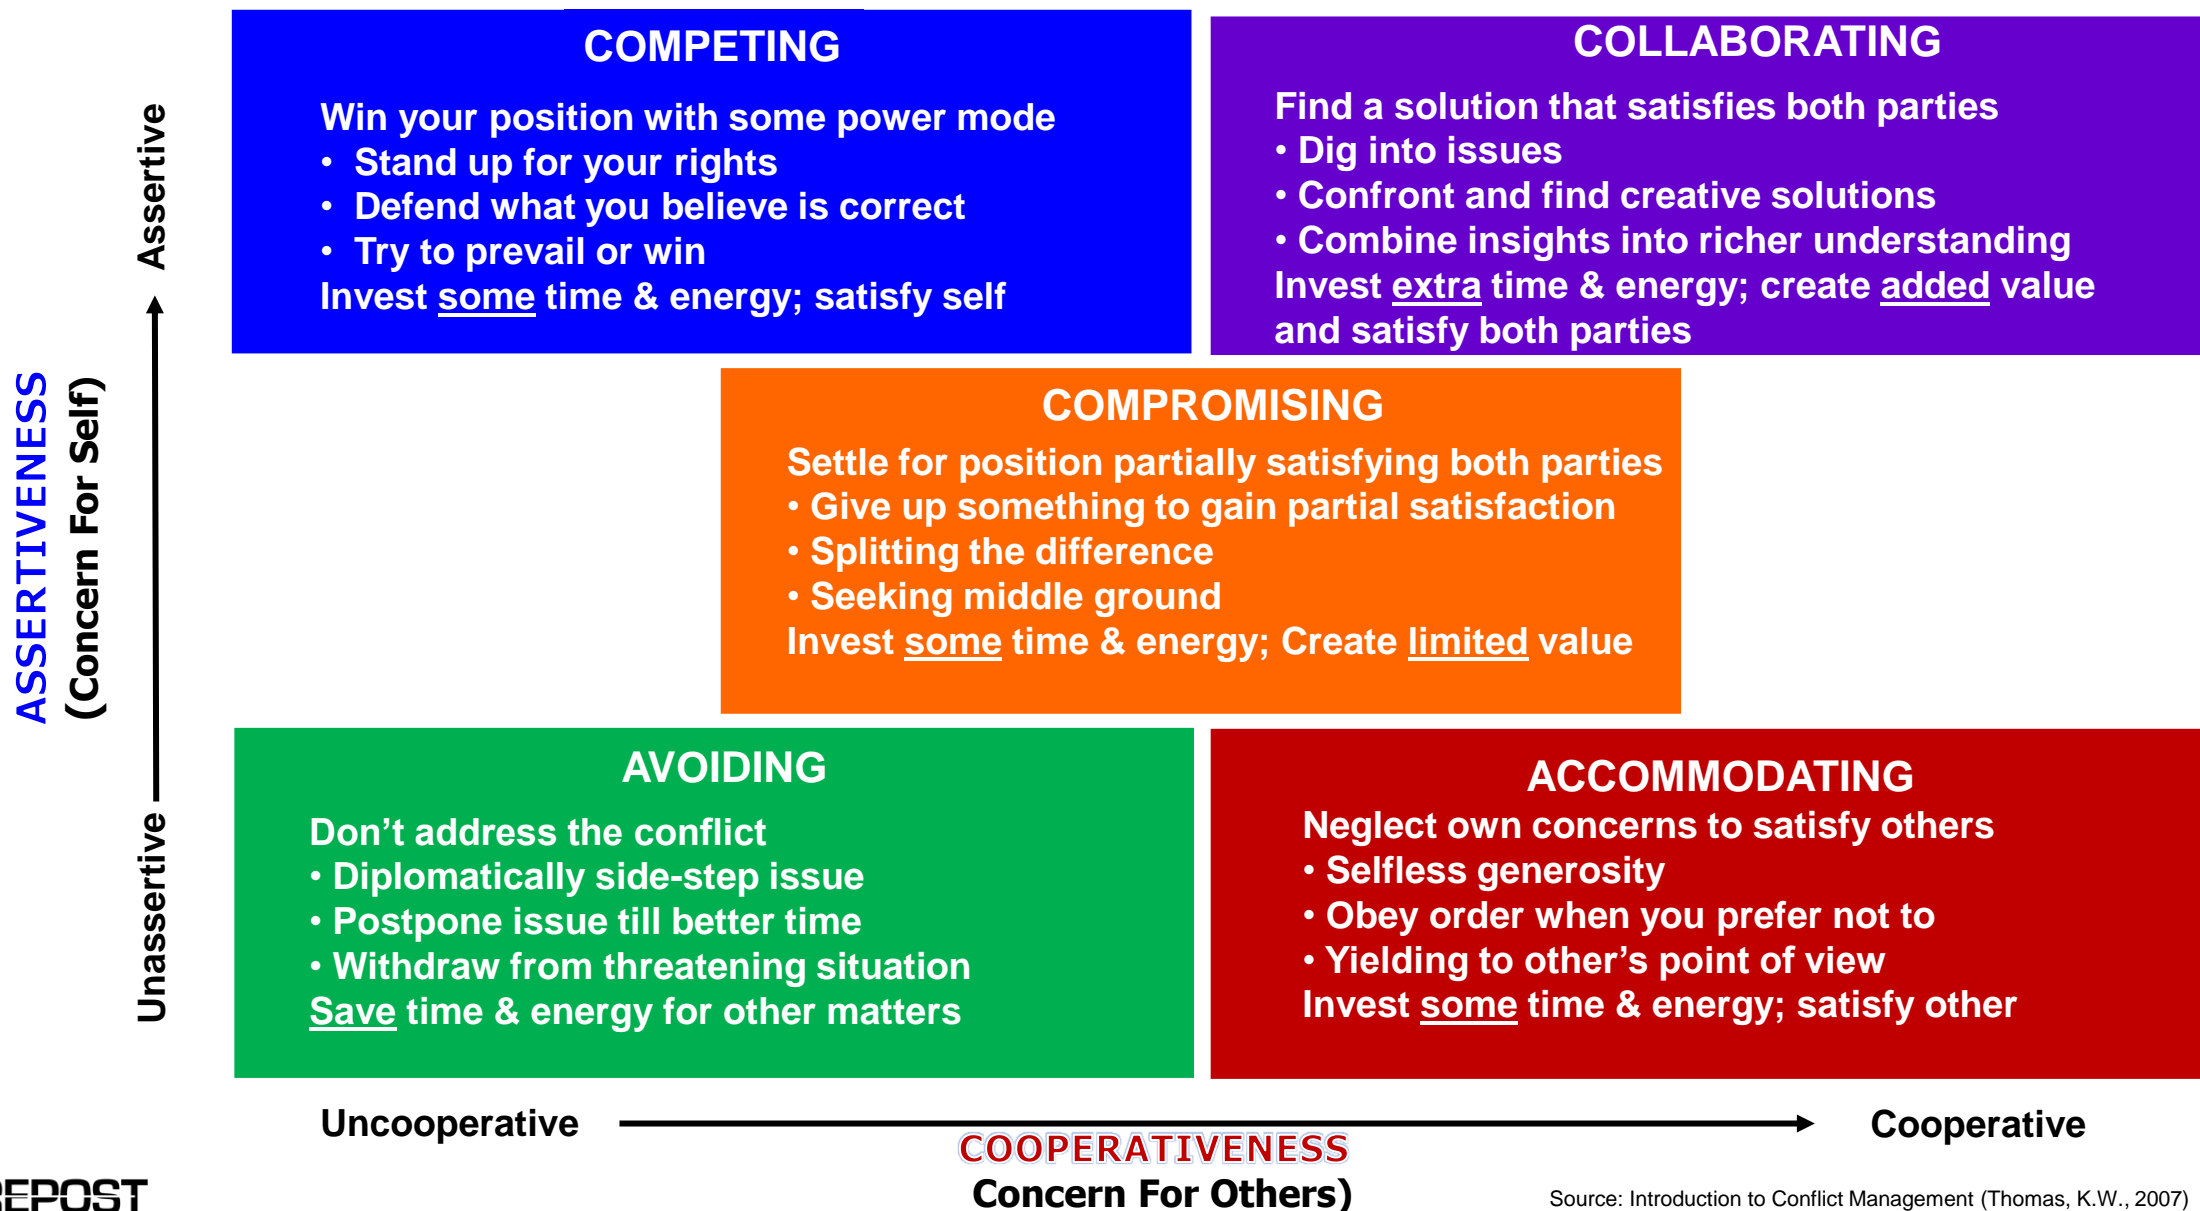 COMPETING
Win your position with some power mode
• Stand up for your rights
• Defend what you believe is correct
• Try to prevail or win
Invest some time & energy; satisfy self
COLLABORATING
Find a solution that satisfies both parties
• Dig into issues
• Confront and find creative solutions
• Combine insights into richer understanding
Invest extra time & energy; create added value
and satisfy both parties
Assertive
ASSERTIVENESS
(Concern For Self)
Unassertive
COMPROMISING
Settle for position partially satisfying both parties
• Give up something to gain partial satisfaction
• Splitting the difference
• Seeking middle ground
Invest some time & energy; Create limited value
AVOIDING
Don’t address the conflict
• Diplomatically side-step issue
• Postpone issue till better time
• Withdraw from threatening situation
Save time & energy for other matters
ACCOMMODATING
Neglect own concerns to satisfy others
• Selfless generosity
• Obey order when you prefer not to
• Yielding to other’s point of view
Invest some time & energy; satisfy other
Uncooperative
Cooperative
COOPERATIVENESS
Concern For Others)
Source: Introduction to Conflict Management (Thomas, K.W., 2007)